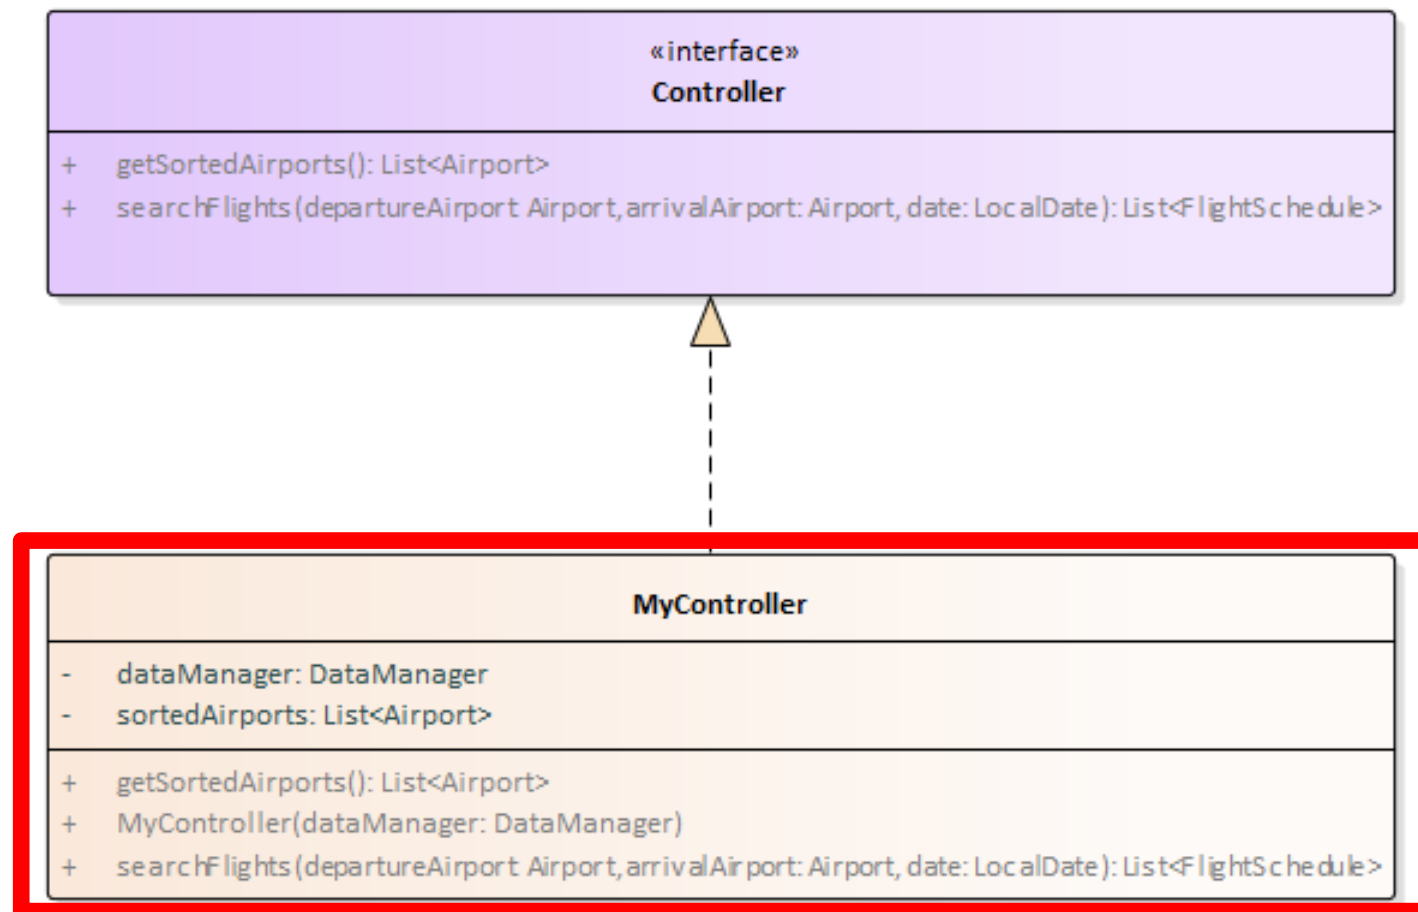 «interface»
Controller
+ getSortedAirports(): List<Airport>
+ searchFlights(departureAirport Airport,arrivalAirport: Airport, date: LocalDate): List<FlightSchedule>
MyController
- dataManager: DataManager
- sortedAirports: List<Airport>
+ getSortedAirports(): List<Airport>
+ MyController(dataManager: DataManager)
+ searchFlights(departureAirport Airport,arrivalAirport: Airport, date: LocalDate): List<FlightSchedule>